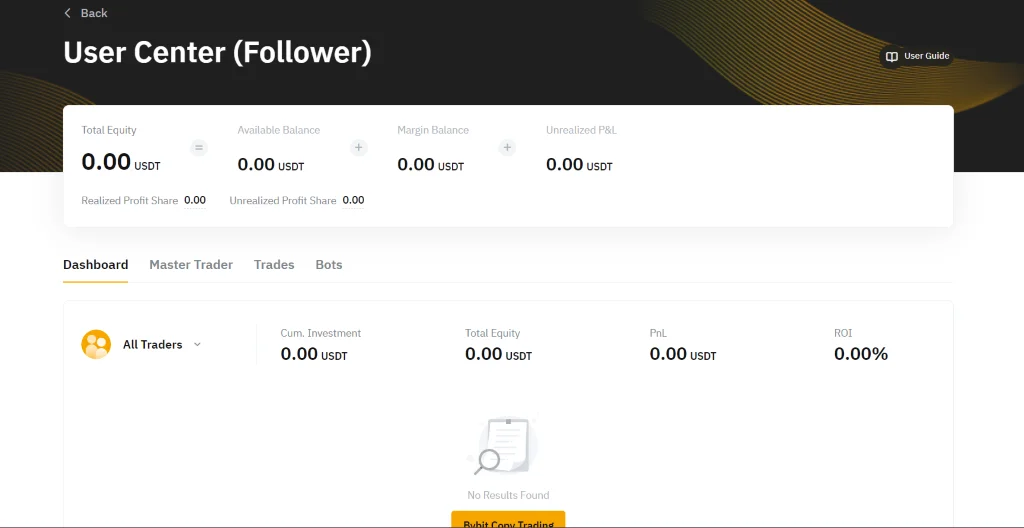 Back
User Center (Follower)
User Guide
Total Equity
Available Balance
Margin Balance
Unrealized P&L
=
+
+
0.00 USDT
0.00 USDT
0.00 USDT
0.00 USDT
Realized Profit Share 0.00
Unrealized Profit Share 0.00
Dashboard
Master Trader
Trades
Bots
All Traders
Cum. Investment
Total Equity
PnL
ROI
0.00 USDT
0.00 USDT
0.00 USDT
0.00%
No Results Found
Bybit Copy Trading